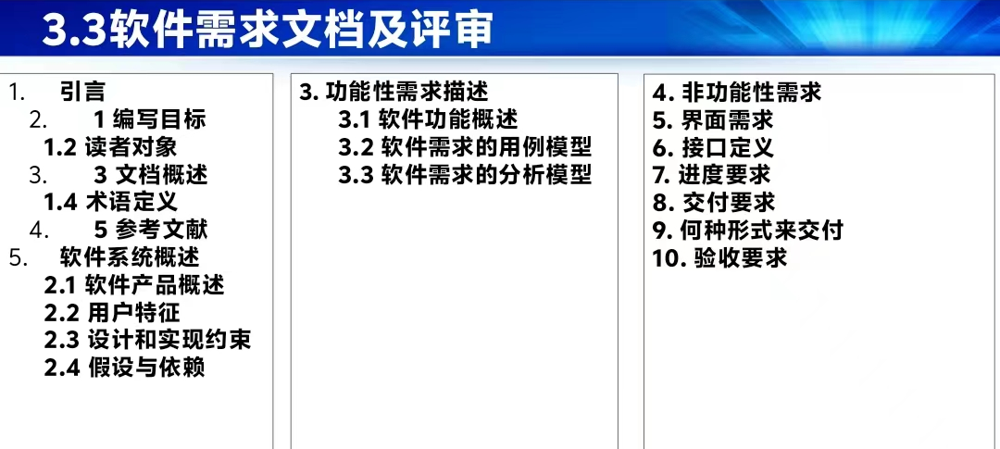 3.3软件需求文档及评审
1. 引言
2. 1 编写目标
1.2 读者对象
3. 3 文档概述
1.4 术语定义
4. 5 参考文献
5. 软件系统概述
2.1 软件产品概述
2.2 用户特征
2.3 设计和实现约束
2.4 假设与依赖
3. 功能性需求描述
3.1 软件功能概述
3.2 软件需求的用例模型
3.3 软件需求的分析模型
4. 非功能性需求
5. 界面需求
6. 接口定义
7. 进度要求
8. 交付要求
9. 何种形式来交付
10. 验收要求